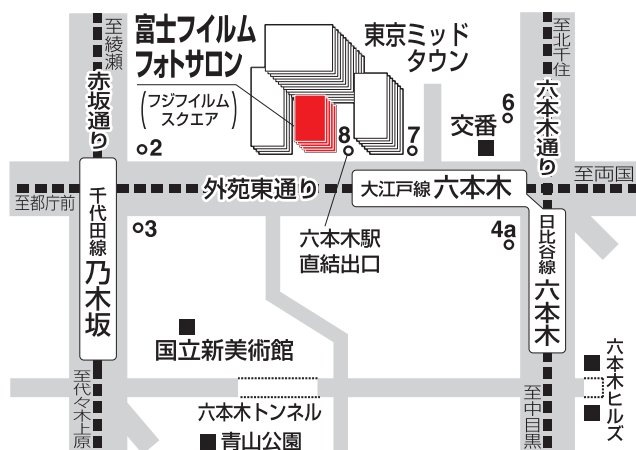 至綾瀬
赤坂通り
富士フイルム
フォトサロン
(フジフイルム
スクエア)
東京ミッド
タウン
至北千住
六本木通り
6
交番
2
8
7
至両国
至都庁前
外苑東通り
大江戸線 六本木
千代田線 乃木坂
3
六本木駅
直結出口
4a
日比谷線 六本木
国立新美術館
六本木トンネル
青山公園
至代々木上原
至中目黒
六本木ヒルズ